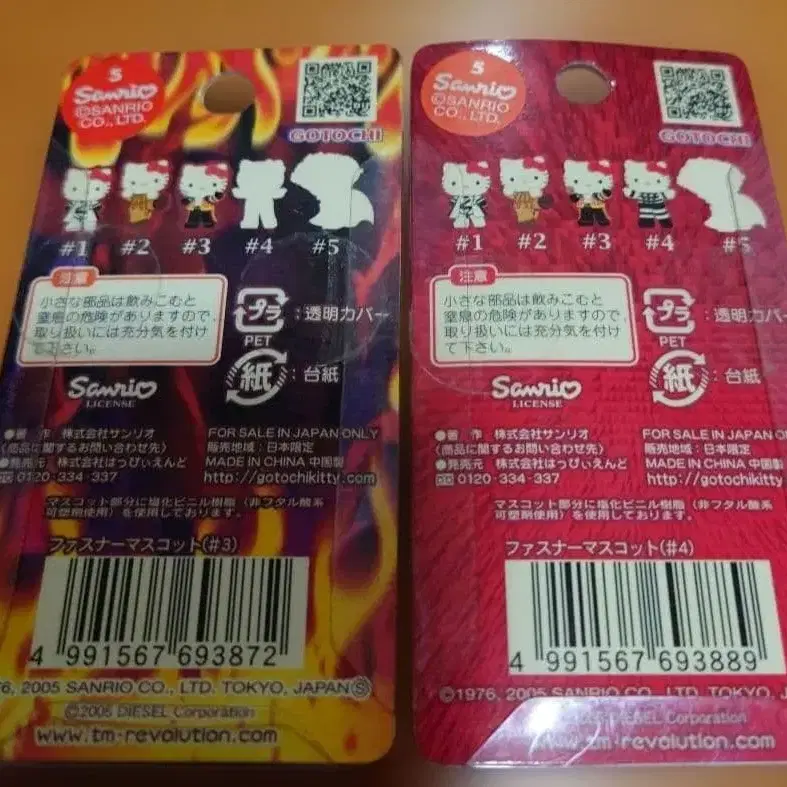 5
Sanrio
©SANRIO
CO., LTD.
GOTOCHI
#1 #2 #3 #4 #5
注意
小さな部品は飲みこむと
窒息の危険がありますので、
取り扱いには充分気を付け
て下さい。
プラ
PET
:透明カバー
紙
:台紙
Sanrio
LICENSE
●著 作 株式会社サンリオ
〈商品に関するお問い合わせ先〉
●発売元 株式会社はっぴぃえんど
0120-334-337
FOR SALE IN JAPAN ONLY
販売地域:日本限定
MADE IN CHINA 中国製
http://gotochikitty.com
マスコット部分に塩化ビニル樹脂(非フタル酸系
可塑剤使用)を使用しております。
ファスナーマスコット(#3)
4 991567 693872
76, 2005 SANRIO CO., LTD. TOKYO, JAPAN Ⓢ
©2005 DIESEL Corporation
www.tm-revolution.com
5
Sanrio
©SANRIO
CO., LTD.
GOTOCHI
#1 #2 #3 #4 #5
注意
小さな部品は飲みこむと
窒息の危険がありますので、
取り扱いには充分気を付け
て下さい。
プラ
PET
:透明カバー
紙
:台紙
Sanrio
LICENSE
●著 作 株式会社サンリオ
〈商品に関するお問い合わせ先〉
●発売元 株式会社はっぴぃえんど
0120-334-337
FOR SALE IN JAPAN
販売地域:日本限定
MADE IN CHINA 中国製
http://gotochikitty
マスコット部分に塩化ビニル樹脂(非フタル酸系
可塑剤使用)を使用しております。
ファスナーマスコット(#4)
4 991567 693889
©1976, 2005 SANRIO CO., LTD. TOKYO, JAPAN
DIESEL Corporation
www.tm-revolution.com